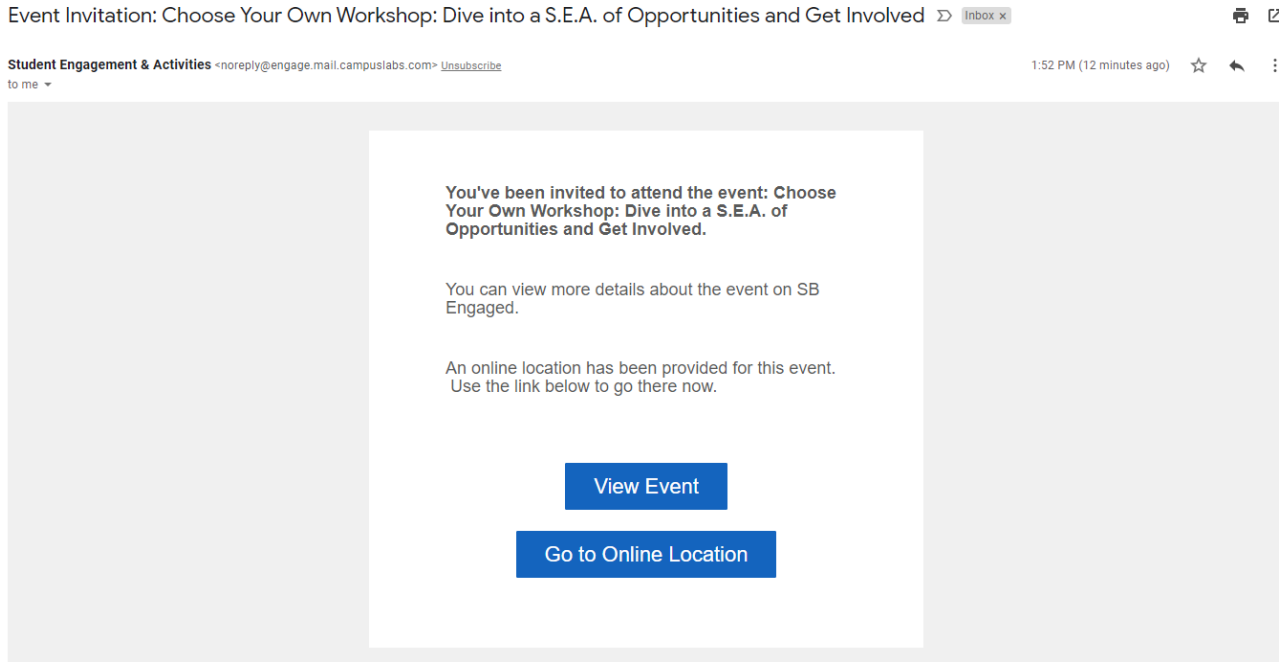 Event Invitation: Choose Your Own Workshop: Dive into a S.E.A. of Opportunities and Get Involved Inbox x
Student Engagement & Activities <noreply@engage.mail.campuslabs.com> Unsubscribe 1:52 PM (12 minutes ago)
to me
You've been invited to attend the event: Choose
Your Own Workshop: Dive into a S.E.A. of
Opportunities and Get Involved.
You can view more details about the event on SB
Engaged.
An online location has been provided for this event.
Use the link below to go there now.
View Event
Go to Online Location